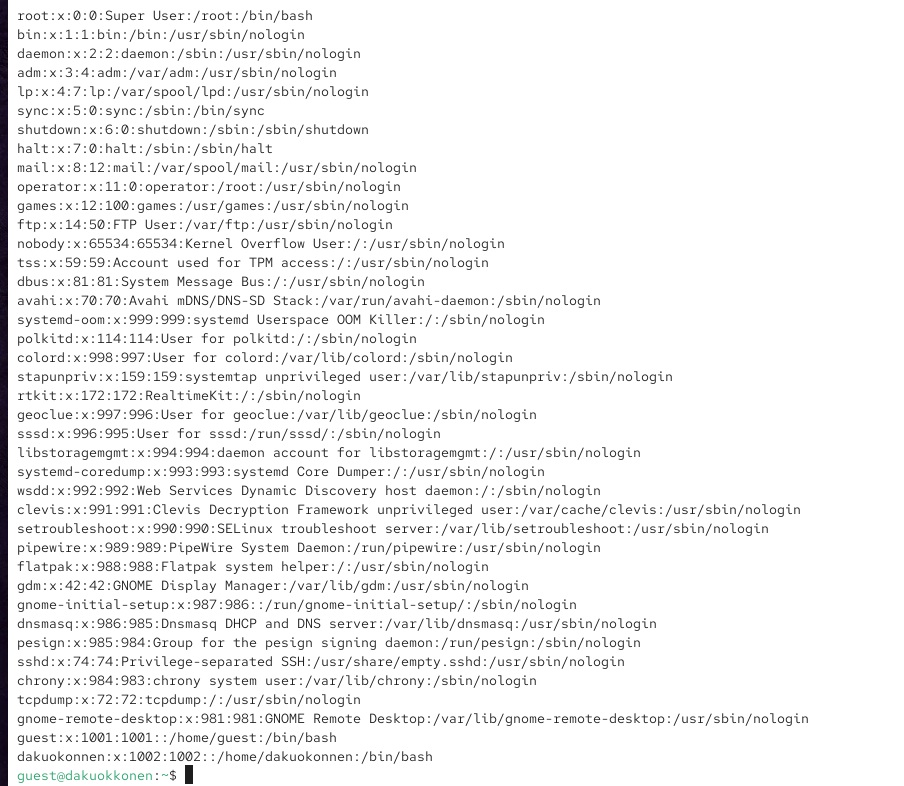 root:x:0:0:Super User:/root:/bin/bash
bin:x:1:1:bin:/bin:/usr/sbin/nologin
daemon:x:2:2:daemon:/sbin:/usr/sbin/nologin
adm:x:3:4:adm:/var/adm:/usr/sbin/nologin
lp:x:4:7:lp:/var/spool/lpd:/usr/sbin/nologin
sync:x:5:0:sync:/sbin:/bin/sync
shutdown:x:6:0:shutdown:/sbin:/sbin/shutdown
halt:x:7:0:halt:/sbin:/sbin/halt
mail:x:8:12:mail:/var/spool/mail:/usr/sbin/nologin
operator:x:11:0:operator:/root:/usr/sbin/nologin
games:x:12:100:games:/usr/games:/usr/sbin/nologin
ftp:x:14:50:FTP User:/var/ftp:/usr/sbin/nologin
nobody:x:65534:65534:Kernel Overflow User:/:/usr/sbin/nologin
tss:x:59:59:Account used for TPM access:/:/usr/sbin/nologin
dbus:x:81:81:System Message Bus:/:/usr/sbin/nologin
avahi:x:70:70:Avahi mDNS/DNS-SD Stack:/var/run/avahi-daemon:/sbin/nologin
systemd-oom:x:999:999:systemd Userspace OOM Killer:/:/usr/sbin/nologin
polkitd:x:114:114:User for polkitd:/:/sbin/nologin
colord:x:998:997:User for colord:/var/lib/colord:/sbin/nologin
stapunpriv:x:159:159:systemtap unprivileged user:/var/lib/stapunpriv:/sbin/nologin
rtkit:x:172:172:RealtimeKit:/:/sbin/nologin
geoclue:x:997:996:User for geoclue:/var/lib/geoclue:/sbin/nologin
sssd:x:996:995:User for sssd:/run/sssd/:/sbin/nologin
libstoragemgmt:x:994:994:daemon account for libstoragemgmt:/:/usr/sbin/nologin
systemd-coredump:x:993:993:systemd Core Dumper:/:/usr/sbin/nologin
wsdd:x:992:992:Web Services Dynamic Discovery host daemon:/:/sbin/nologin
clevis:x:991:991:Clevis Decryption Framework unprivileged user:/var/cache/clevis:/usr/sbin/nologin
setroubleshoot:x:990:990:SELinux troubleshoot server:/var/lib/setroubleshoot:/usr/sbin/nologin
pipewire:x:989:989:PipeWire System Daemon:/run/pipewire:/usr/sbin/nologin
flatpak:x:988:988:Flatpak system helper:/:/usr/sbin/nologin
gdm:x:42:42:GNOME Display Manager:/var/lib/gdm:/usr/sbin/nologin
gnome-initial-setup:x:987:986::/run/gnome-initial-setup/:/sbin/nologin
dnsmasq:x:986:985:Dnsmasq DHCP and DNS server:/var/lib/dnsmasq:/usr/sbin/nologin
pesign:x:985:984:Group for the pesign signing daemon:/run/pesign:/sbin/nologin
sshd:x:74:74:Privilege-separated SSH:/usr/share/empty.sshd:/usr/sbin/nologin
chrony:x:984:983:chrony system user:/var/lib/chrony:/sbin/nologin
tcpdump:x:72:72:tcpdump:/:/usr/sbin/nologin
gnome-remote-desktop:x:981:981:GNOME Remote Desktop:/var/lib/gnome-remote-desktop:/usr/sbin/nologin
guest:x:1001:1001::/home/guest:/bin/bash
dakuokonnen:x:1002:1002::/home/dakuokonnen:/bin/bash
guest@dakuokkonen:~$